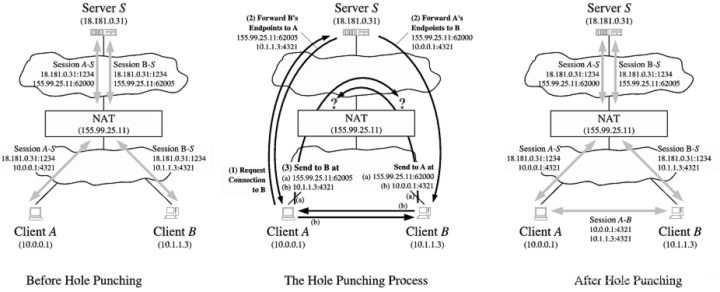 Server S
(18.181.0.31)
Session A-S
18.181.0.31:1234
155.99.25.11:62000
Session B-S
18.181.0.31:1234
155.99.25.11:62005
NAT
(155.99.25.11)
Session A-S
18.181.0.31:1234
10.0.0.1:4321
Session B-S
18.181.0.31:1234
10.1.1.3:4321
Client A
(10.0.0.1)
Client B
(10.1.1.3)
Before Hole Punching
Server S
(18.181.0.31)
(2) Forward B's
Endpoints to A
155.99.25.11:62005
10.1.1.3:4321
(2) Forward A's
Endpoints to B
155.99.25.11:62000
10.0.0.1:4321
?
?
NAT
(155.99.25.11)
(1) Request
Connection
to B
(3) Send to B at
(a) 155.99.25.11:62005
(b) 10.1.1.3:4321
Send to A at
(a) 155.99.25.11:62000
(b) 10.0.0.1:4321
(a)
(a)
(b)
(b)
Client A
(10.0.0.1)
Client B
(10.1.1.3)
The Hole Punching Process
Server S
(18.181.0.31)
Session A-S
18.181.0.31:1234
155.99.25.11:62000
Session B-S
18.181.0.31:1234
155.99.25.11:62005
NAT
(155.99.25.11)
Session A-S
18.181.0.31:1234
10.0.0.1:4321
Session B-S
18.181.0.31:1234
10.1.1.3:4321
Session A-B
10.0.0.1:4321
10.1.1.3:4321
Client A
(10.0.0.1)
Client B
(10.1.1.3)
After Hole Punching